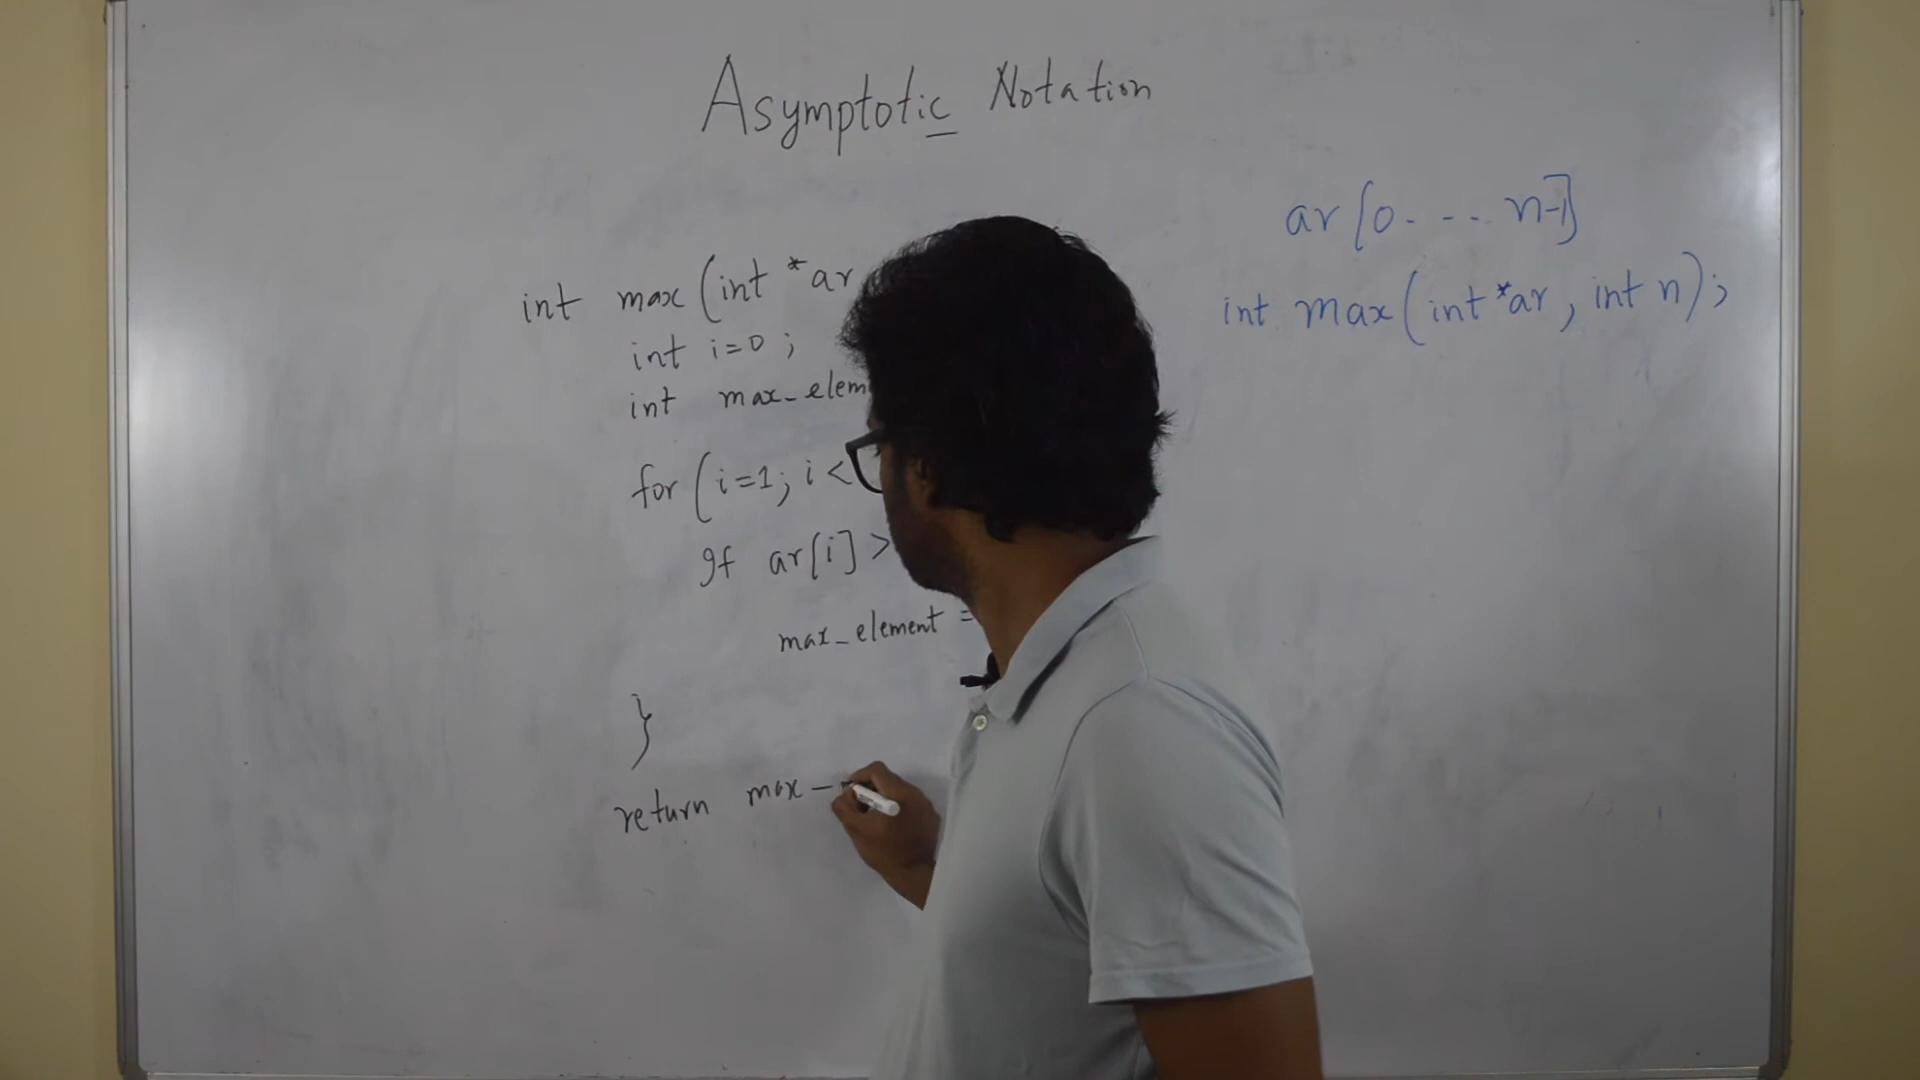 Asymptotic Notation
ar[0. - - .. n-1]
int max(int *ar, int n);
int max(int *ar
int i=0;
int max_elem
for (i=1; i <
If ar[i] >
max_element =
}
return max_